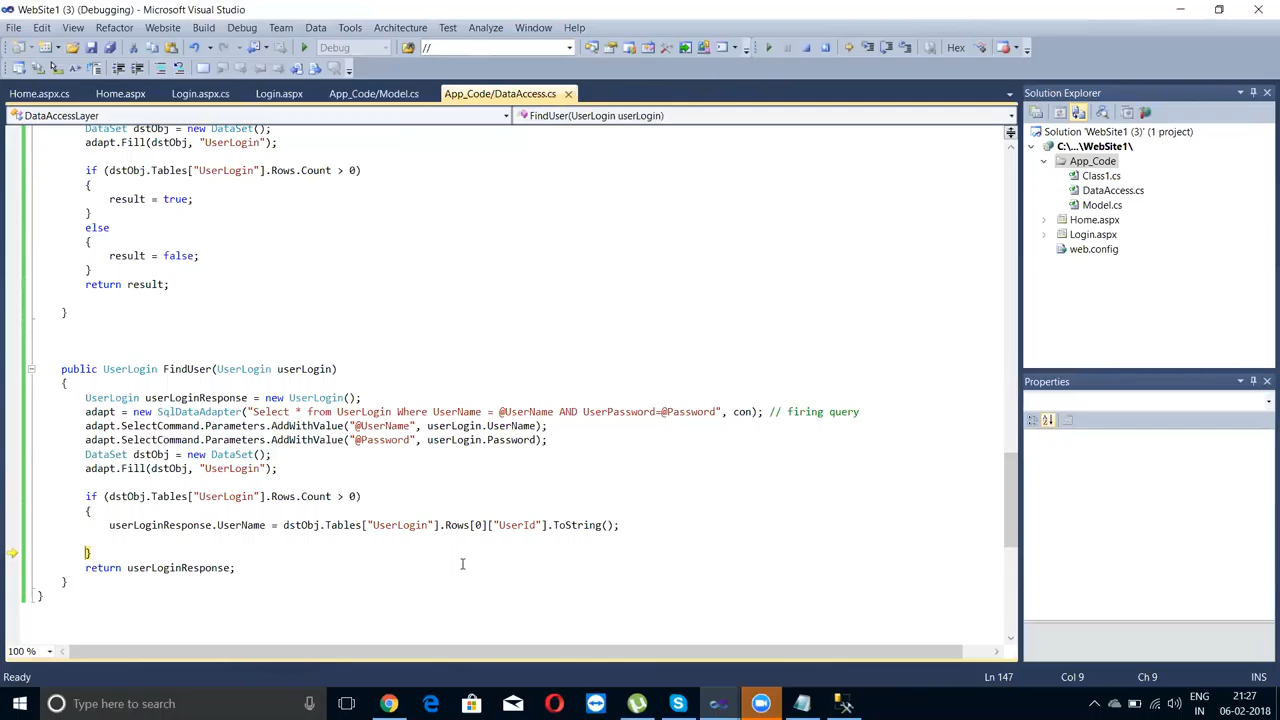 WebSite1 (3) (Debugging) - Microsoft Visual Studio
File Edit View Refactor Website Build Debug Team Data Tools Architecture Test Analyze Window Help
Debug // Hex
Home.aspx.cs Home.aspx Login.aspx.cs Login.aspx App_Code/Model.cs App_Code/DataAccess.cs
DataAccessLayer FindUser(UserLogin userLogin)
DataSet dstObj = new DataSet();
adapt.Fill(dstObj, "UserLogin");
if (dstObj.Tables["UserLogin"].Rows.Count > 0)
{
result = true;
}
else
{
result = false;
}
return result;
}
public UserLogin FindUser(UserLogin userLogin)
{
UserLogin userLoginResponse = new UserLogin();
adapt = new SqlDataAdapter("Select * from UserLogin Where UserName = @UserName AND UserPassword=@Password", con); // firing query
adapt.SelectCommand.Parameters.AddWithValue("@UserName", userLogin.UserName);
adapt.SelectCommand.Parameters.AddWithValue("@Password", userLogin.Password);
DataSet dstObj = new DataSet();
adapt.Fill(dstObj, "UserLogin");
if (dstObj.Tables["UserLogin"].Rows.Count > 0)
{
userLoginResponse.UserName = dstObj.Tables["UserLogin"].Rows[0]["UserId"].ToString();
}
return userLoginResponse;
}
}
100 %
Solution Explorer
Solution 'WebSite1 (3)' (1 project)
C:\...\WebSite1\
App_Code
Class1.cs
DataAccess.cs
Model.cs
Home.aspx
Login.aspx
web.config
Properties
Ready Ln 147 Col 9 Ch 9 INS
Type here to search
ENG 21:27
IN 06-02-2018